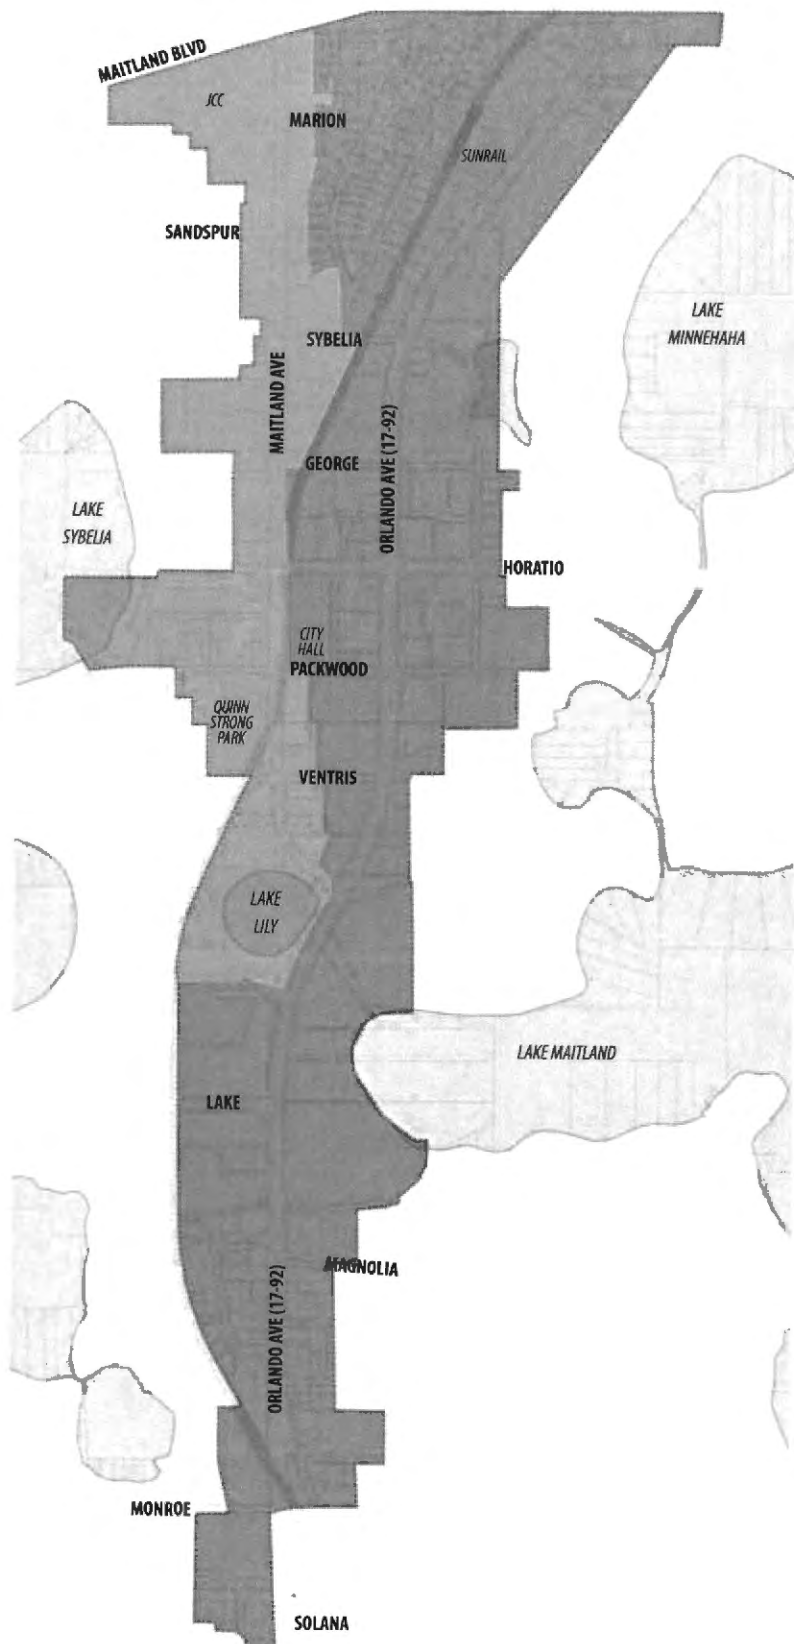 MAITLAND BLVD
JCC
MARION
SUNRAIL
SANDSPUR
LAKE
MINNEHAHA
SYBELIA
MAITLAND AVE
ORLANDO AVE (17-92)
GEORGE
LAKE
SYBELIA
HORATIO
CITY
HALL
PACKWOOD
QUINN
STRONG
PARK
VENTRIS
LAKE
LILY
LAKE MAITLAND
LAKE
MAGNOLIA
ORLANDO AVE (17-92)
MONROE
SOLANA